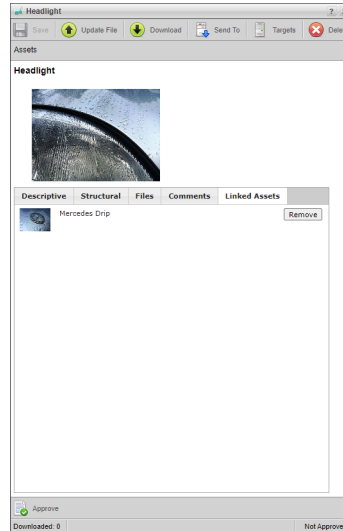 Headlight ?
Save Update File Download Send To Targets Dele
Assets
Headlight
Descriptive Structural Files Comments Linked Assets
Mercedes Drip Remove
Approve
Downloaded: 0 Not Approve